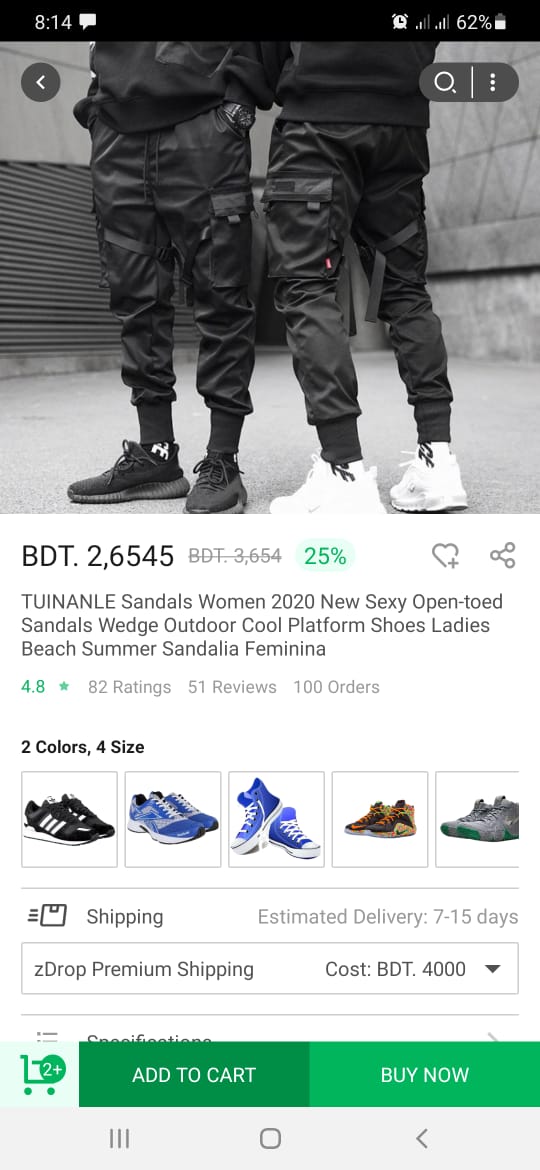 8:14
62%
BDT. 2,6545 BDT. 3,654 25%
TUINANLE Sandals Women 2020 New Sexy Open-toed
Sandals Wedge Outdoor Cool Platform Shoes Ladies
Beach Summer Sandalia Feminina
4.8 82 Ratings 51 Reviews 100 Orders
2 Colors, 4 Size
Shipping Estimated Delivery: 7-15 days
zDrop Premium Shipping Cost: BDT. 4000
Specifications
2+ ADD TO CART BUY NOW